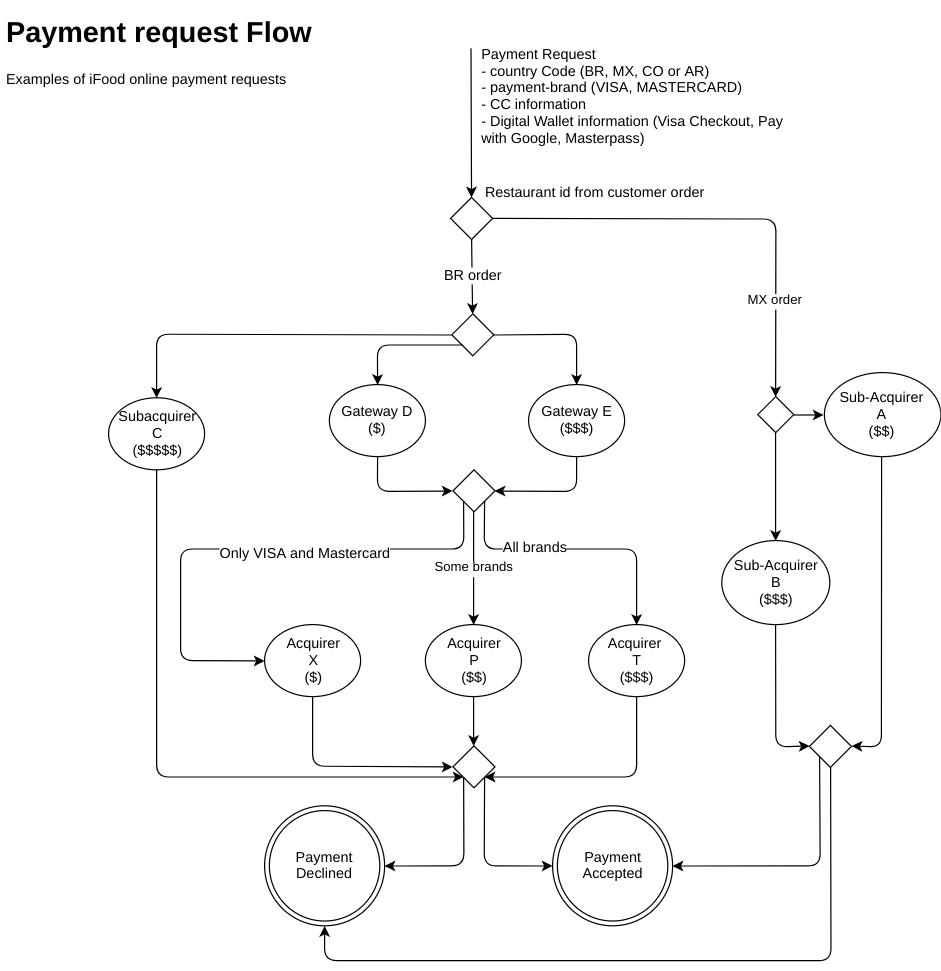 Payment request Flow
Examples of iFood online payment requests
Payment Request
- country Code (BR, MX, CO or AR)
- payment-brand (VISA, MASTERCARD)
- CC information
- Digital Wallet information (Visa Checkout, Pay
with Google, Masterpass)
Restaurant id from customer order
BR order
MX order
Subacquirer
C
($$$$$)
Gateway D
($)
Gateway E
($$$)
Sub-Acquirer
A
($$)
Only VISA and Mastercard
Some brands
All brands
Sub-Acquirer
B
($$$)
Acquirer
X
($)
Acquirer
P
($$)
Acquirer
T
($$$)
Payment
Declined
Payment
Accepted